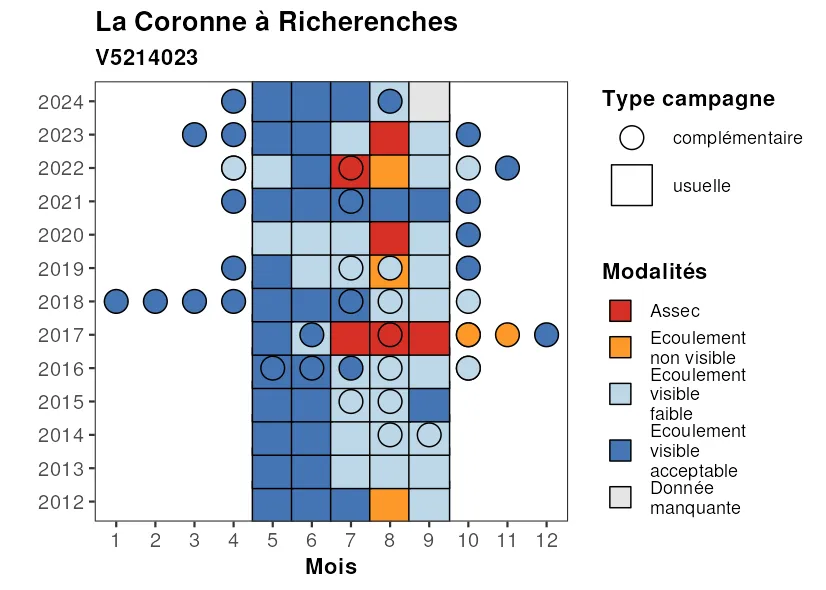 La Coronne à Richerenches
V5214023
2024
2023
2022
2021
2020
2019
2018
2017
2016
2015
2014
2013
2012
1 2 3 4 5 6 7 8 9 10 11 12
Mois
Type campagne
complémentaire
usuelle
Modalités
Assec
Ecoulement
non visible
Ecoulement
visible
faible
Ecoulement
visible
acceptable
Donnée
manquante